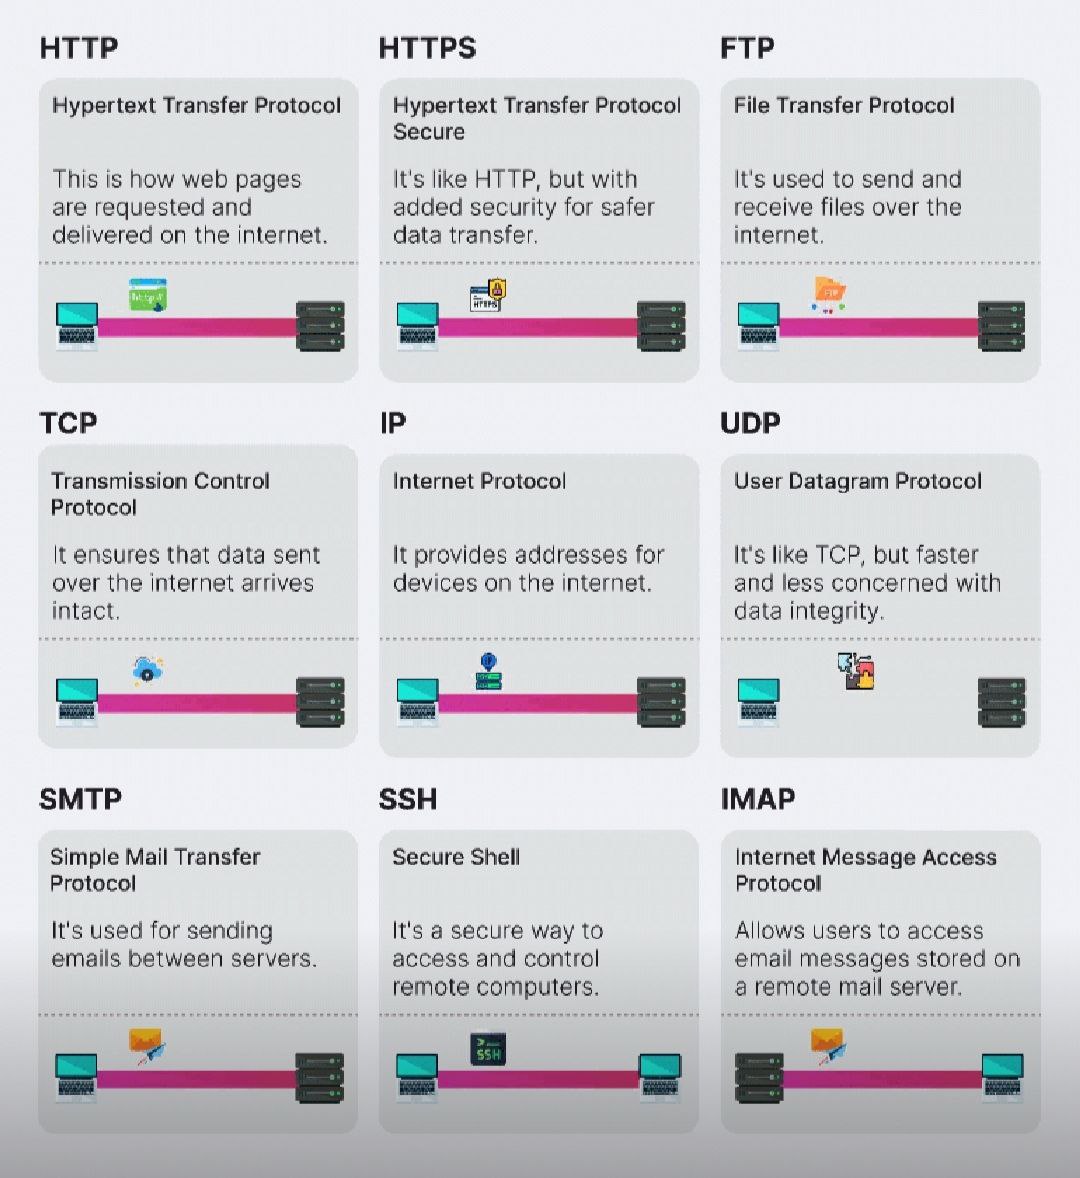 HTTP
Hypertext Transfer Protocol
This is how web pages
are requested and
delivered on the internet.
HTTPS
Hypertext Transfer Protocol
Secure
It's like HTTP, but with
added security for safer
data transfer.
HTTPS
FTP
File Transfer Protocol
It's used to send and
receive files over the
internet.
FTP
TCP
Transmission Control
Protocol
It ensures that data sent
over the internet arrives
intact.
IP
Internet Protocol
It provides addresses for
devices on the internet.
UDP
User Datagram Protocol
It's like TCP, but faster
and less concerned with
data integrity.
SMTP
Simple Mail Transfer
Protocol
It's used for sending
emails between servers.
SSH
Secure Shell
It's a secure way to
access and control
remote computers.
SSH
IMAP
Internet Message Access
Protocol
Allows users to access
email messages stored on
a remote mail server.